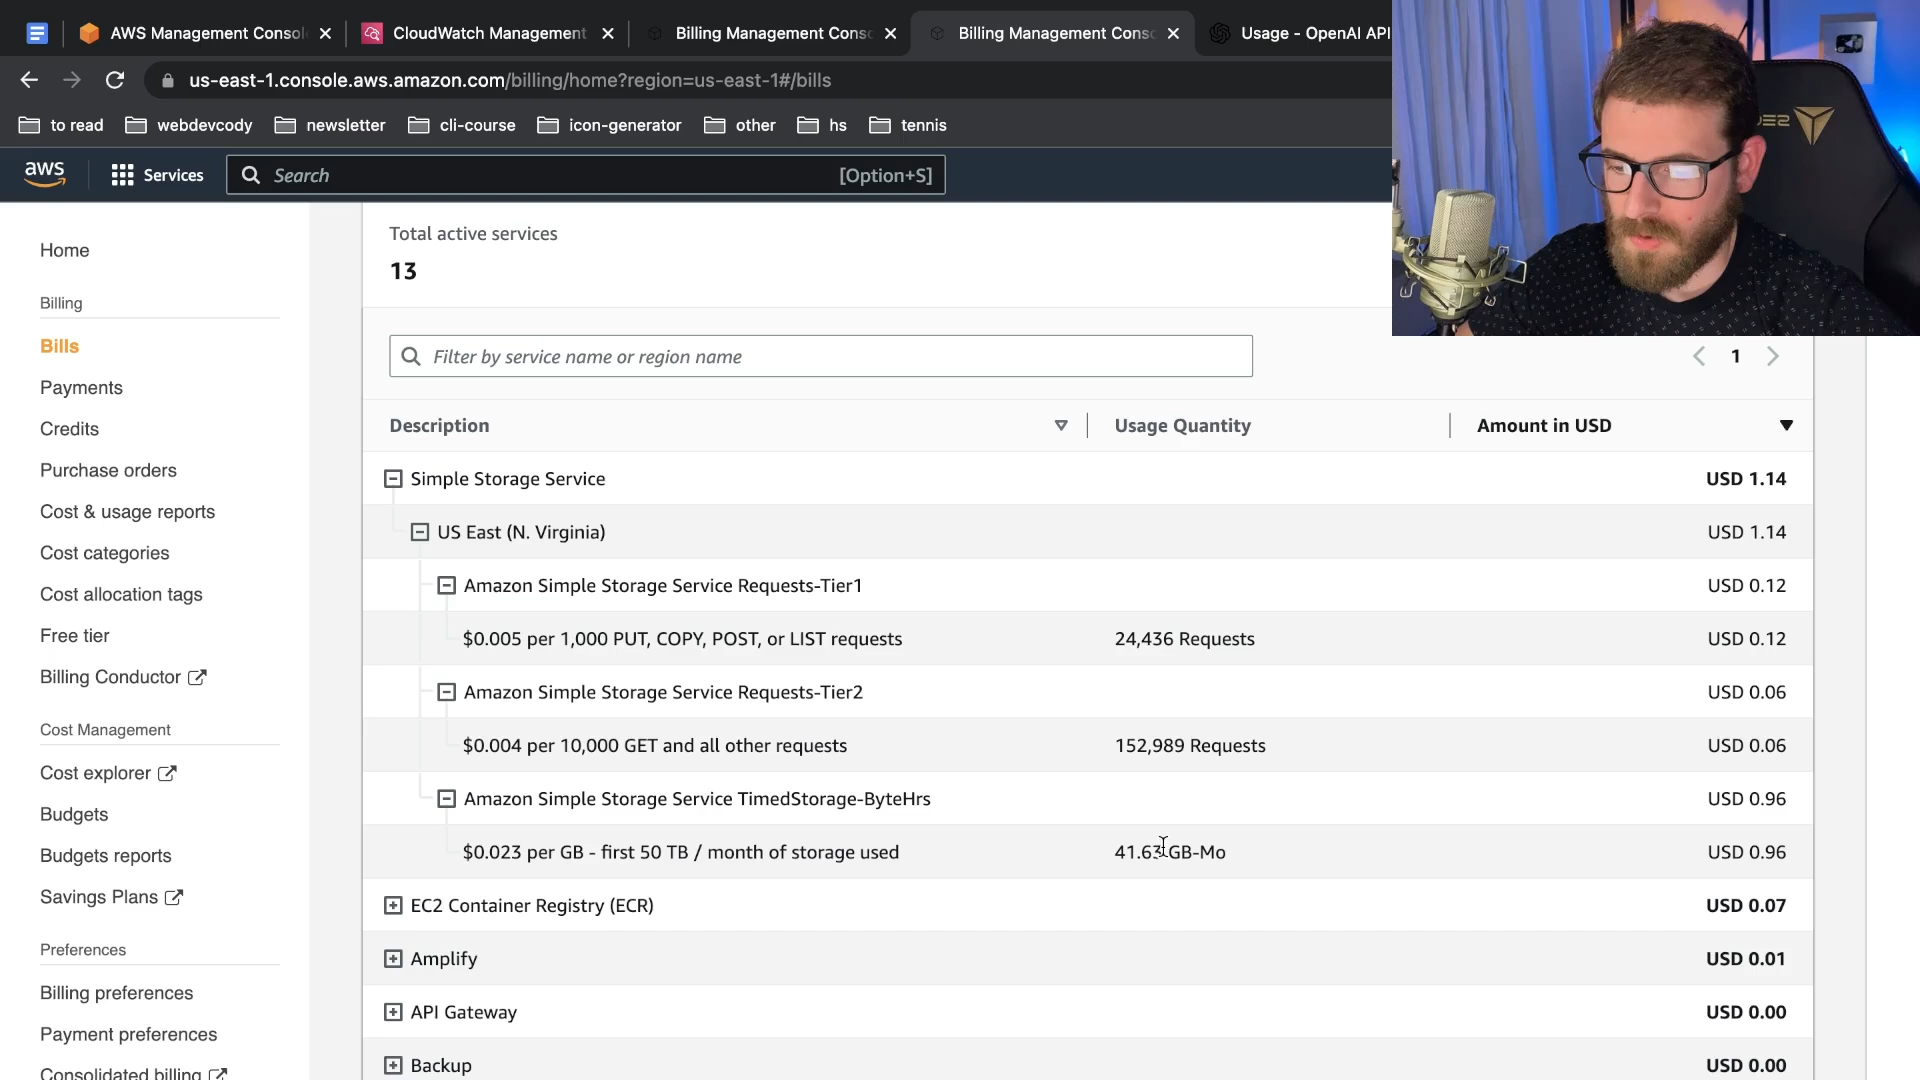 AWS Management Consol
CloudWatch Management
Billing Management Consc
Billing Management Consc
Usage - OpenAI API
us-east-1.console.aws.amazon.com/billing/home?region=us-east-1#/bills
to read
webdevcody
newsletter
cli-course
icon-generator
other
hs
tennis
aws
Services
Search
[Option+S]
Home
Billing
Bills
Payments
Credits
Purchase orders
Cost & usage reports
Cost categories
Cost allocation tags
Free tier
Billing Conductor
Cost Management
Cost explorer
Budgets
Budgets reports
Savings Plans
Preferences
Billing preferences
Payment preferences
Consolidated billing
Total active services
13
Filter by service name or region name
1
Description Usage Quantity Amount in USD
Simple Storage Service USD 1.14
US East (N. Virginia) USD 1.14
Amazon Simple Storage Service Requests-Tier1 USD 0.12
$0.005 per 1,000 PUT, COPY, POST, or LIST requests 24,436 Requests USD 0.12
Amazon Simple Storage Service Requests-Tier2 USD 0.06
$0.004 per 10,000 GET and all other requests 152,989 Requests USD 0.06
Amazon Simple Storage Service TimedStorage-ByteHrs USD 0.96
$0.023 per GB - first 50 TB / month of storage used 41.63 GB-Mo USD 0.96
EC2 Container Registry (ECR) USD 0.07
Amplify USD 0.01
API Gateway USD 0.00
Backup USD 0.00